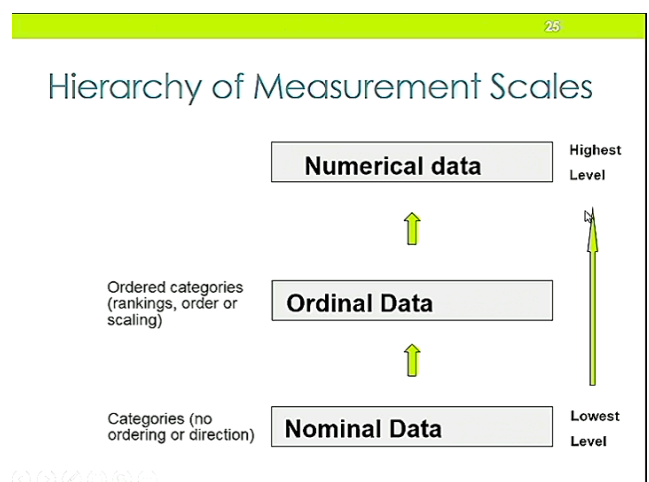 25
Hierarchy of Measurement Scales
Numerical data
Highest
Level
Ordered categories
(rankings, order or
scaling)
Ordinal Data
Categories (no
ordering or direction)
Nominal Data
Lowest
Level